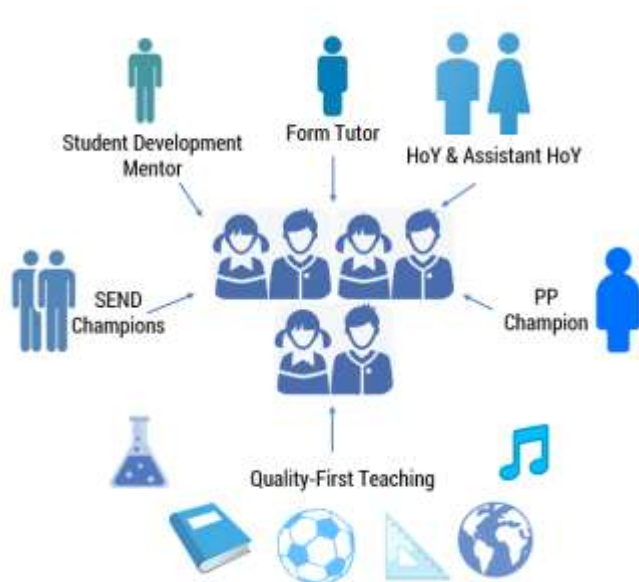 Student Development
Mentor
Form Tutor
HoY & Assistant HoY
SEND
Champions
PP
Champion
Quality-First Teaching